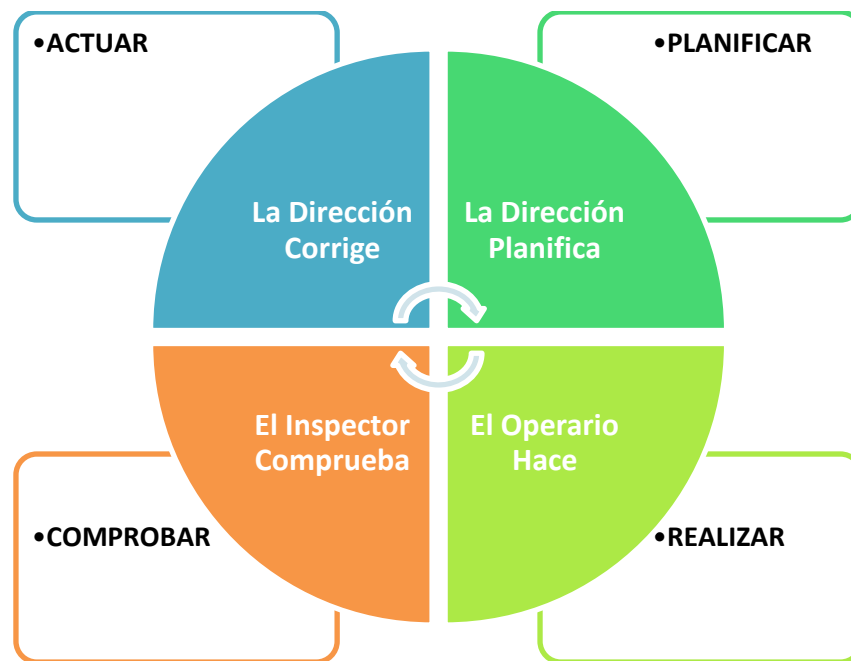 •ACTUAR
•PLANIFICAR
La Dirección
Corrige
La Dirección
Planifica
El Inspector
Comprueba
El Operario
Hace
•COMPROBAR
•REALIZAR